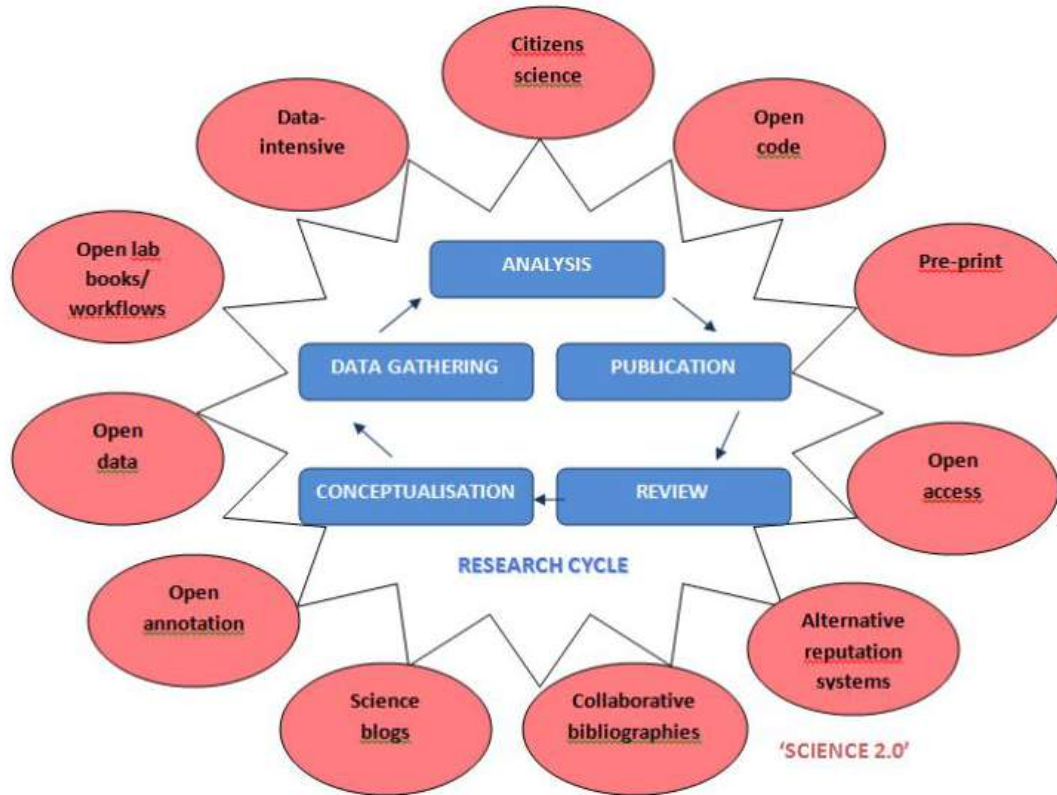 Citizens
science
Data-
intensive
Open
code
Open lab
books/
workflows
Pre-print
ANALYSIS
DATA GATHERING
PUBLICATION
Open
data
Open
access
CONCEPTUALISATION
REVIEW
RESEARCH CYCLE
Open
annotation
Alternative
reputation
systems
Science
blogs
Collaborative
bibliographies
‘SCIENCE 2.0’